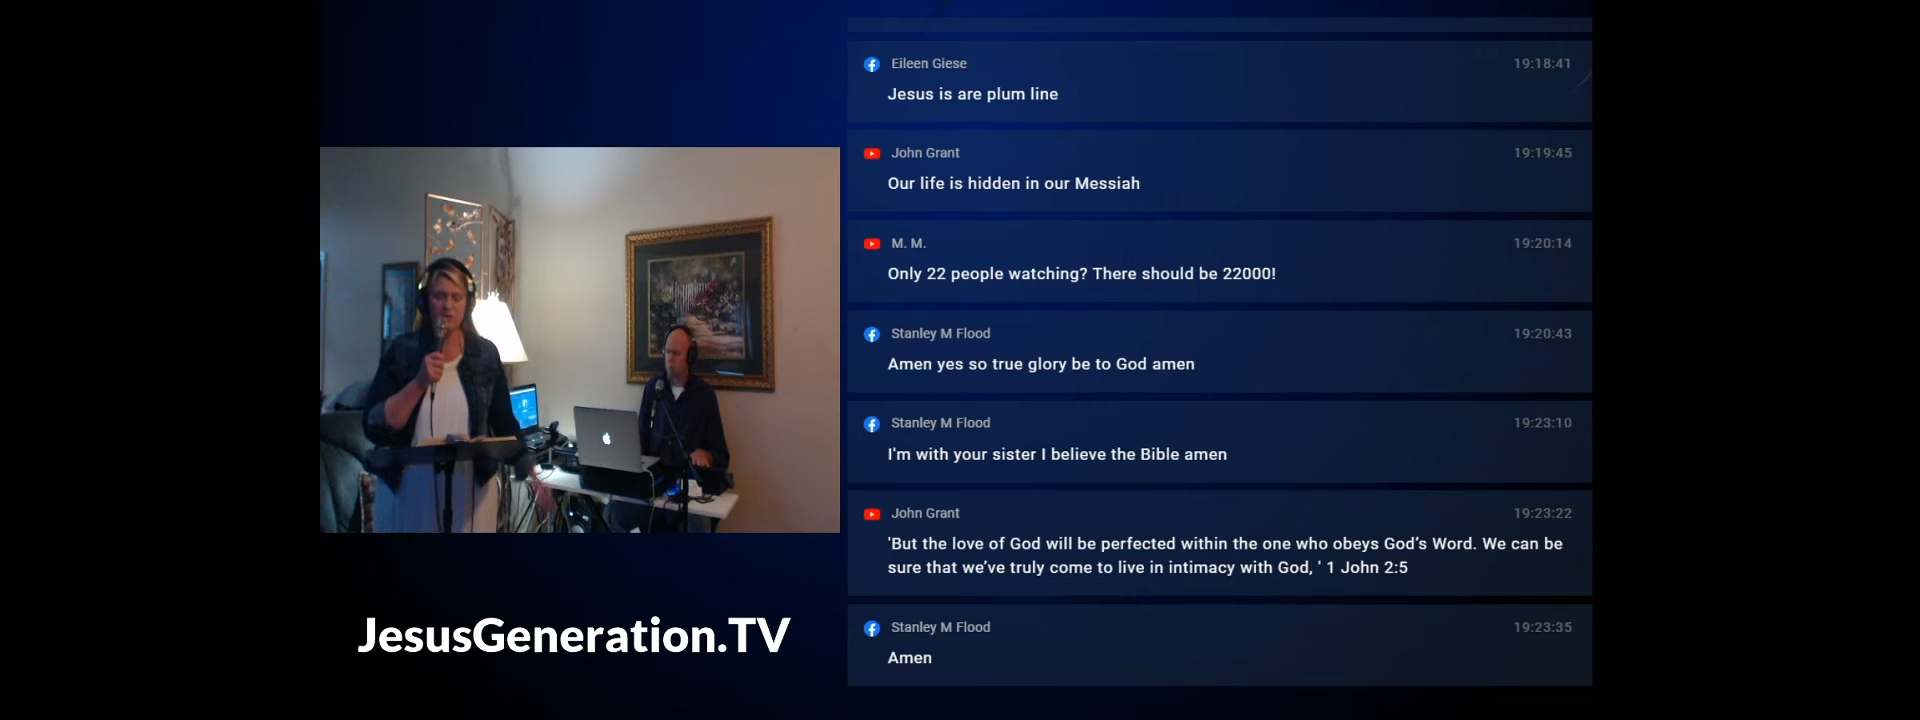 Eileen Giese 19:18:41
Jesus is are plum line
John Grant 19:19:45
Our life is hidden in our Messiah
M. M. 19:20:14
Only 22 people watching? There should be 22000!
Stanley M Flood 19:20:43
Amen yes so true glory be to God amen
Stanley M Flood 19:23:10
I'm with your sister I believe the Bible amen
John Grant 19:23:22
'But the love of God will be perfected within the one who obeys God’s Word. We can be
sure that we’ve truly come to live in intimacy with God, ' 1 John 2:5
Stanley M Flood 19:23:35
Amen
JesusGeneration.TV